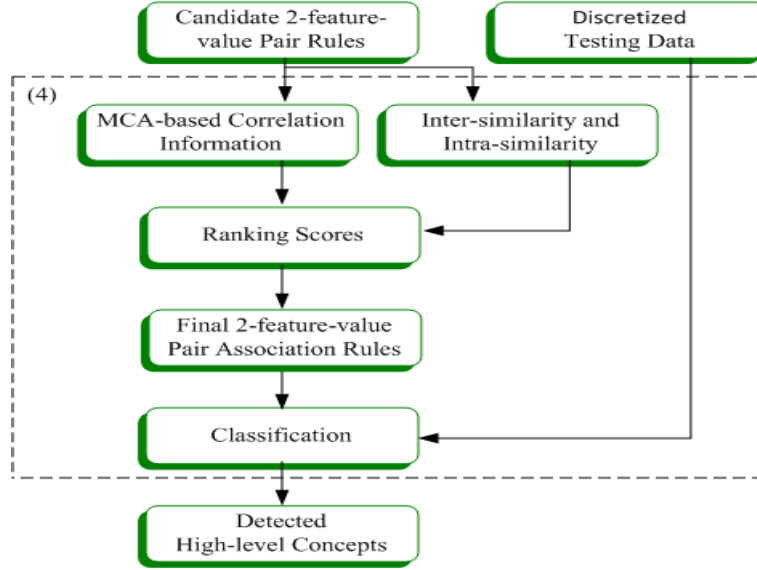 Candidate 2-feature-
value Pair Rules
Discretized
Testing Data
(4)
MCA-based Correlation
Information
Inter-similarity and
Intra-similarity
Ranking Scores
Final 2-feature-value
Pair Association Rules
Classification
Detected
High-level Concepts